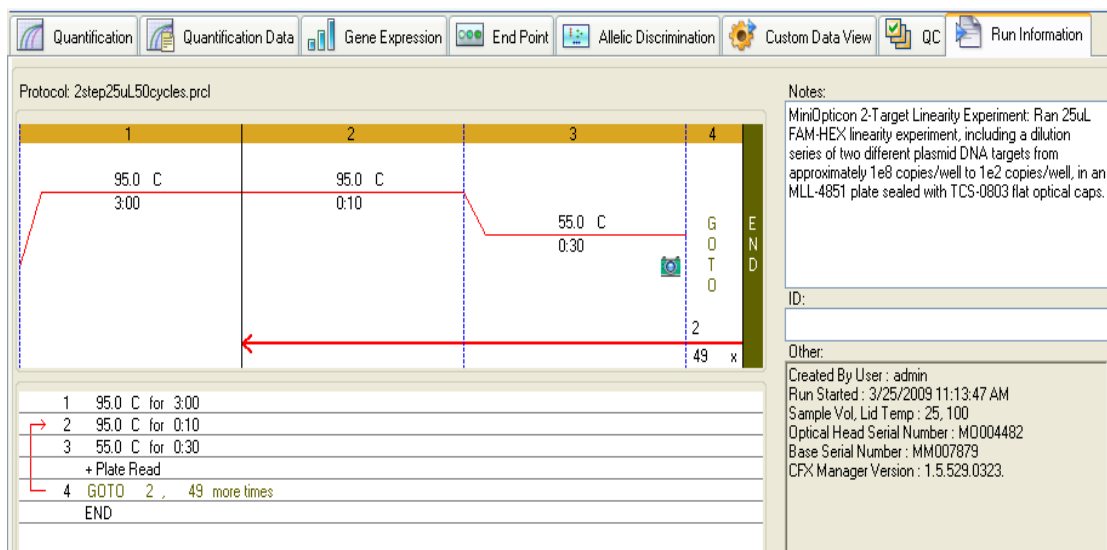 Quantification Quantification Data Gene Expression End Point Allelic Discrimination Custom Data View QC Run Information
Protocol: 2step25uL50cycles.prcl
1 2 3 4
95.0 C
3:00
95.0 C
0:10
55.0 C
0:30
GOTO
2
49 x
END
1 95.0 C for 3:00
2 95.0 C for 0:10
3 55.0 C for 0:30
+ Plate Read
4 GOTO 2 , 49 more times
END
Notes:
MiniOpticon 2-Target Linearity Experiment: Ran 25uL
FAM-HEX linearity experiment, including a dilution
series of two different plasmid DNA targets from
approximately 1e8 copies/well to 1e2 copies/well, in an
MLL-4851 plate sealed with TCS-0803 flat optical caps.
ID:
Other:
Created By User : admin
Run Started : 3/25/2009 11:13:47 AM
Sample Vol, Lid Temp : 25, 100
Optical Head Serial Number : MO004482
Base Serial Number : MM007879
CFX Manager Version : 1.5.529.0323.